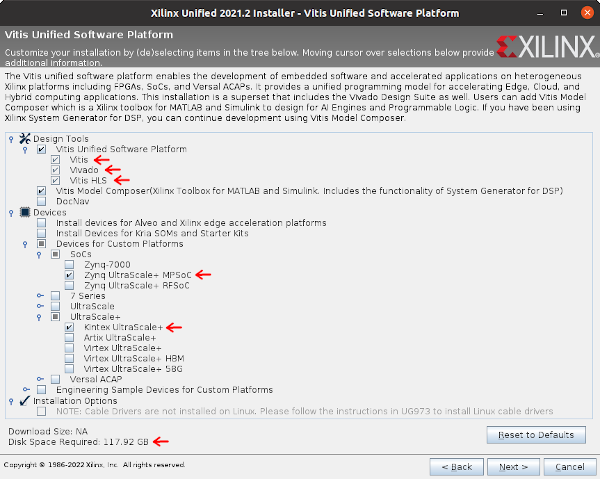 Xilinx Unified 2021.2 Installer - Vitis Unified Software Platform
Vitis Unified Software Platform
Customize your installation by (de)selecting items in the tree below. Moving cursor over selections below provide
additional information.
XILINX
The Vitis unified software platform enables the development of embedded software and accelerated applications on heterogeneous
Xilinx platforms including FPGAs, SoCs, and Versal ACAPs. It provides a unified programming model for accelerating Edge, Cloud, and
Hybrid computing applications. This installation is a superset that includes the Vivado Design Suite as well. Users can add Vitis Model
Composer which is a Xilinx toolbox for MATLAB and Simulink to design for AI Engines and Programmable Logic. If you have been using
Xilinx System Generator for DSP, you can continue development using Vitis Model Composer.
Design Tools
Vitis Unified Software Platform
Vitis
Vivado
Vitis HLS
Vitis Model Composer(Xilinx Toolbox for MATLAB and Simulink. Includes the functionality of System Generator for DSP)
DocNav
Devices
Install devices for Alveo and Xilinx edge acceleration platforms
Install Devices for Kria SOMs and Starter Kits
Devices for Custom Platforms
SoCs
Zynq-7000
Zynq UltraScale+ MPSoC
Zynq UltraScale+ RFSoC
7 Series
UltraScale
UltraScale+
Kintex UltraScale+
Artix UltraScale+
Virtex UltraScale+
Virtex UltraScale+ HBM
Virtex UltraScale+ 58G
Versal ACAP
Engineering Sample Devices for Custom Platforms
Installation Options
NOTE: Cable Drivers are not installed on Linux. Please follow the instructions in UG973 to install Linux cable drivers
Download Size: NA
Disk Space Required: 117.92 GB
Reset to Defaults
Copyright © 1986-2022 Xilinx, Inc. All rights reserved.
< Back
Next >
Cancel